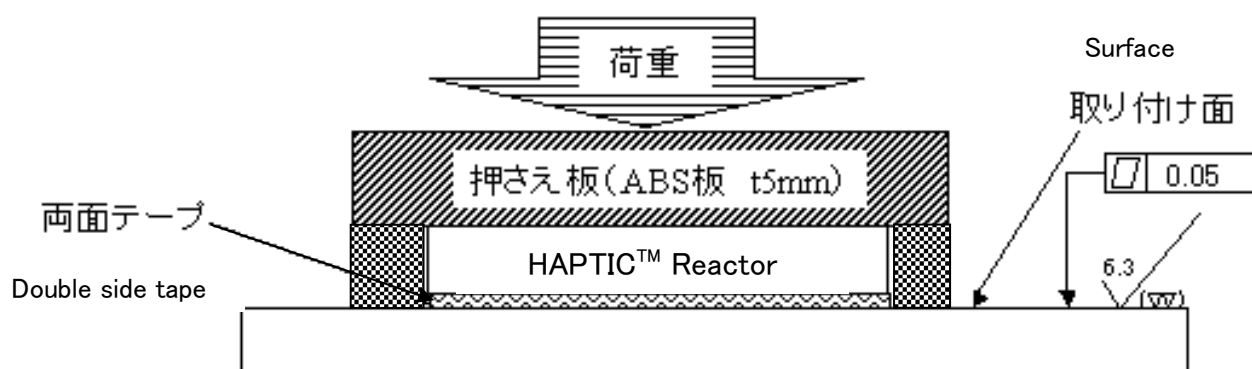 荷重
Surface
取り付け面
押さえ板(ABS板 t5mm)
0.05
両面テープ
HAPTIC™ Reactor
6.3
Double side tape